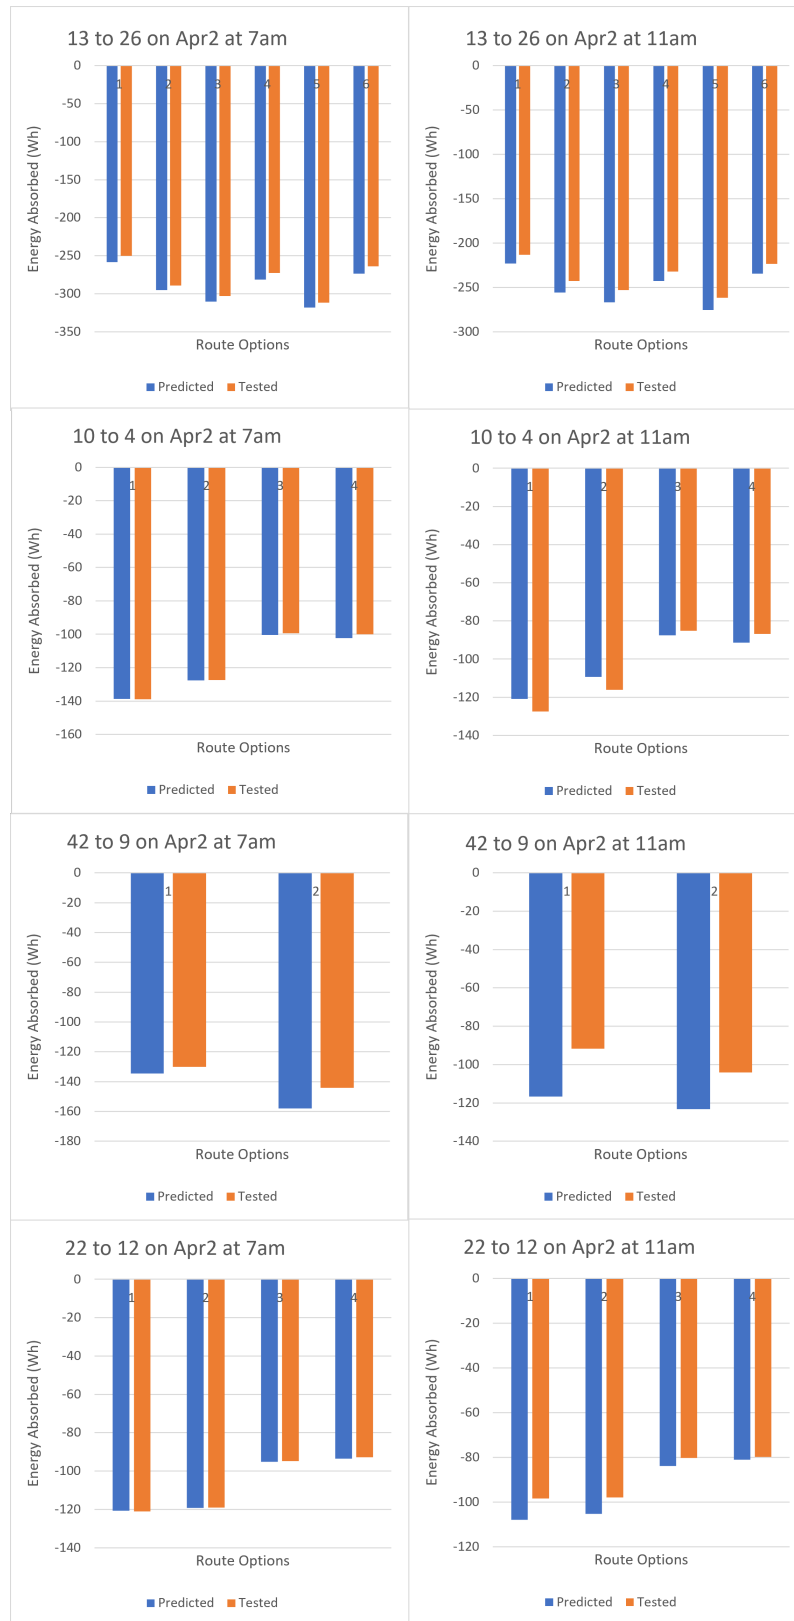 13 to 26 on Apr2 at 7am
0
-50
-100
-150
-200
-250
-300
-350
Energy Absorbed (Wh)
1 2 3 4 5 6
Route Options
Predicted Tested
13 to 26 on Apr2 at 11am
0
-50
-100
-150
-200
-250
-300
Energy Absorbed (Wh)
1 2 3 4 5 6
Route Options
Predicted Tested
10 to 4 on Apr2 at 7am
0
-20
-40
-60
-80
-100
-120
-140
-160
Energy Absorbed (Wh)
1 2 3 4
Route Options
Predicted Tested
10 to 4 on Apr2 at 11am
0
-20
-40
-60
-80
-100
-120
-140
Energy Absorbed (Wh)
1 2 3 4
Route Options
Predicted Tested
42 to 9 on Apr2 at 7am
0
-20
-40
-60
-80
-100
-120
-140
-160
-180
Energy Absorbed (Wh)
1 2
Route Options
Predicted Tested
42 to 9 on Apr2 at 11am
0
-20
-40
-60
-80
-100
-120
-140
Energy Absorbed (Wh)
1 2
Route Options
Predicted Tested
22 to 12 on Apr2 at 7am
0
-20
-40
-60
-80
-100
-120
-140
Energy Absorbed (Wh)
1 2 3 4
Route Options
Predicted Tested
22 to 12 on Apr2 at 11am
0
-20
-40
-60
-80
-100
-120
Energy Absorbed (Wh)
1 2 3 4
Route Options
Predicted Tested